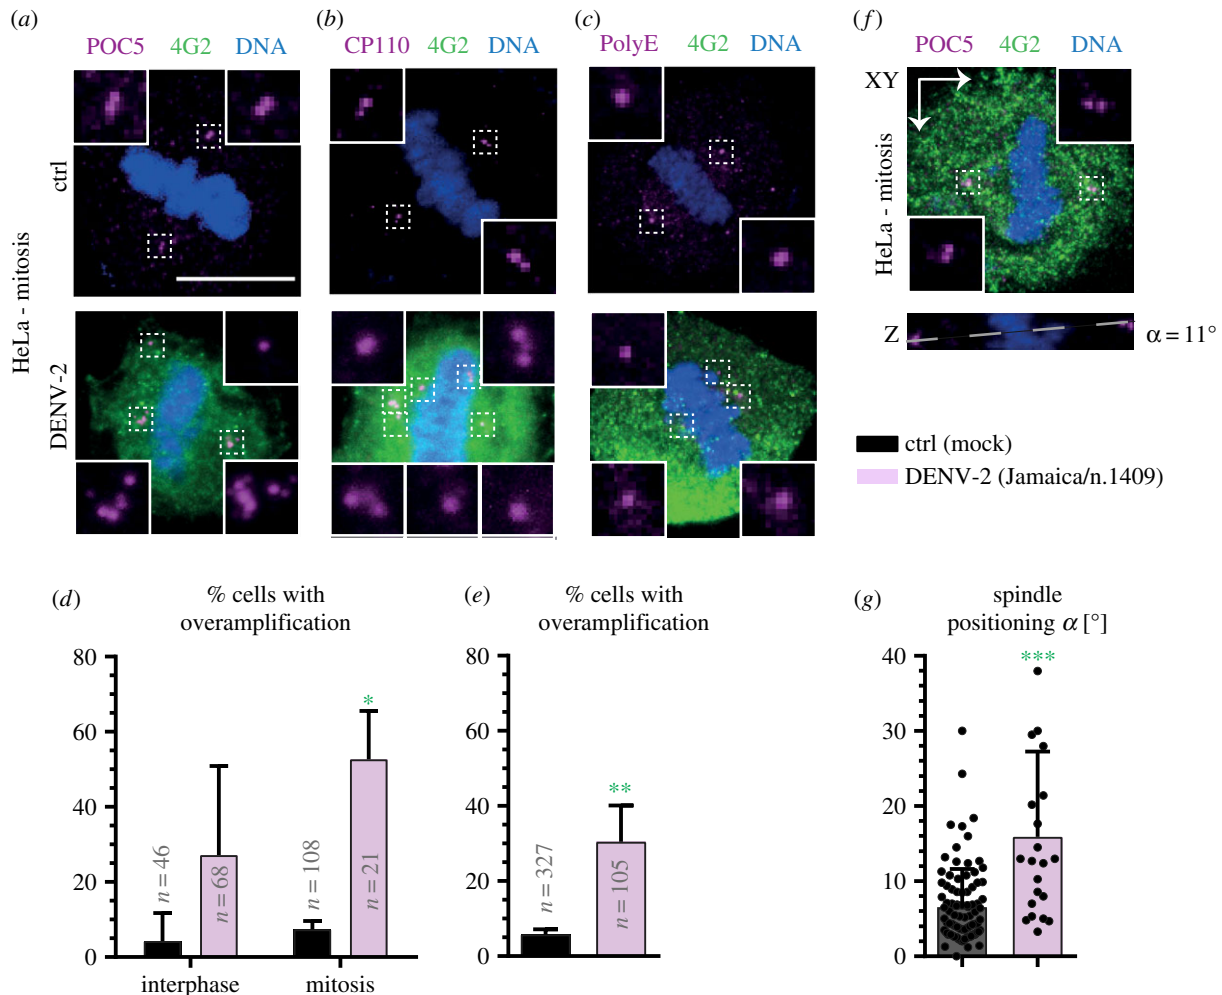 (a)
POC5 4G2 DNA
(b)
CP110 4G2 DNA
(c)
PolyE 4G2 DNA
HeLa - mitosis
ctrl
DENV-2
(f)
POC5 4G2 DNA
XY
HeLa - mitosis
Z
α = 11°
ctrl (mock)
DENV-2 (Jamaica/n.1409)
(d)
% cells with
overamplification
80
60
40
20
0
n = 46
n = 68
n = 108
*
n = 21
interphase mitosis
(e)
% cells with
overamplification
80
60
40
20
0
n = 327
**
n = 105
(g)
spindle
positioning α [°]
40
30
20
10
0
***